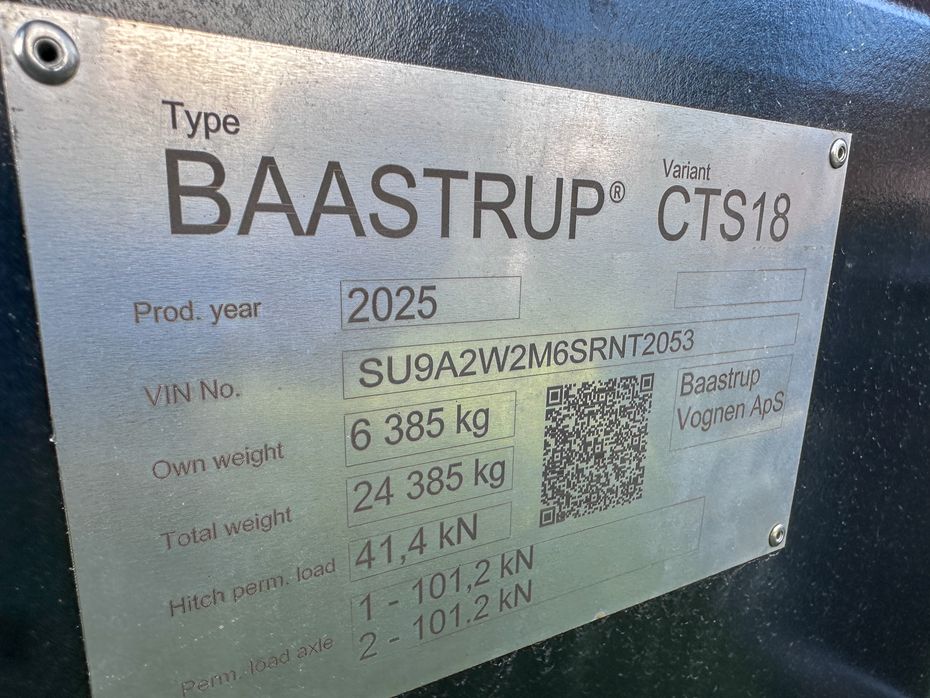 Type
BAASTRUP®
Variant
CTS18
Prod. year
2025
VIN No.
SU9A2W2M6SRNT2053
Own weight
6 385 kg
Baastrup
Vognen ApS
Total weight
24 385 kg
Hitch perm. load
41,4 kN
Perm. load axle
1 - 101,2 kN
2 - 101.2 kN